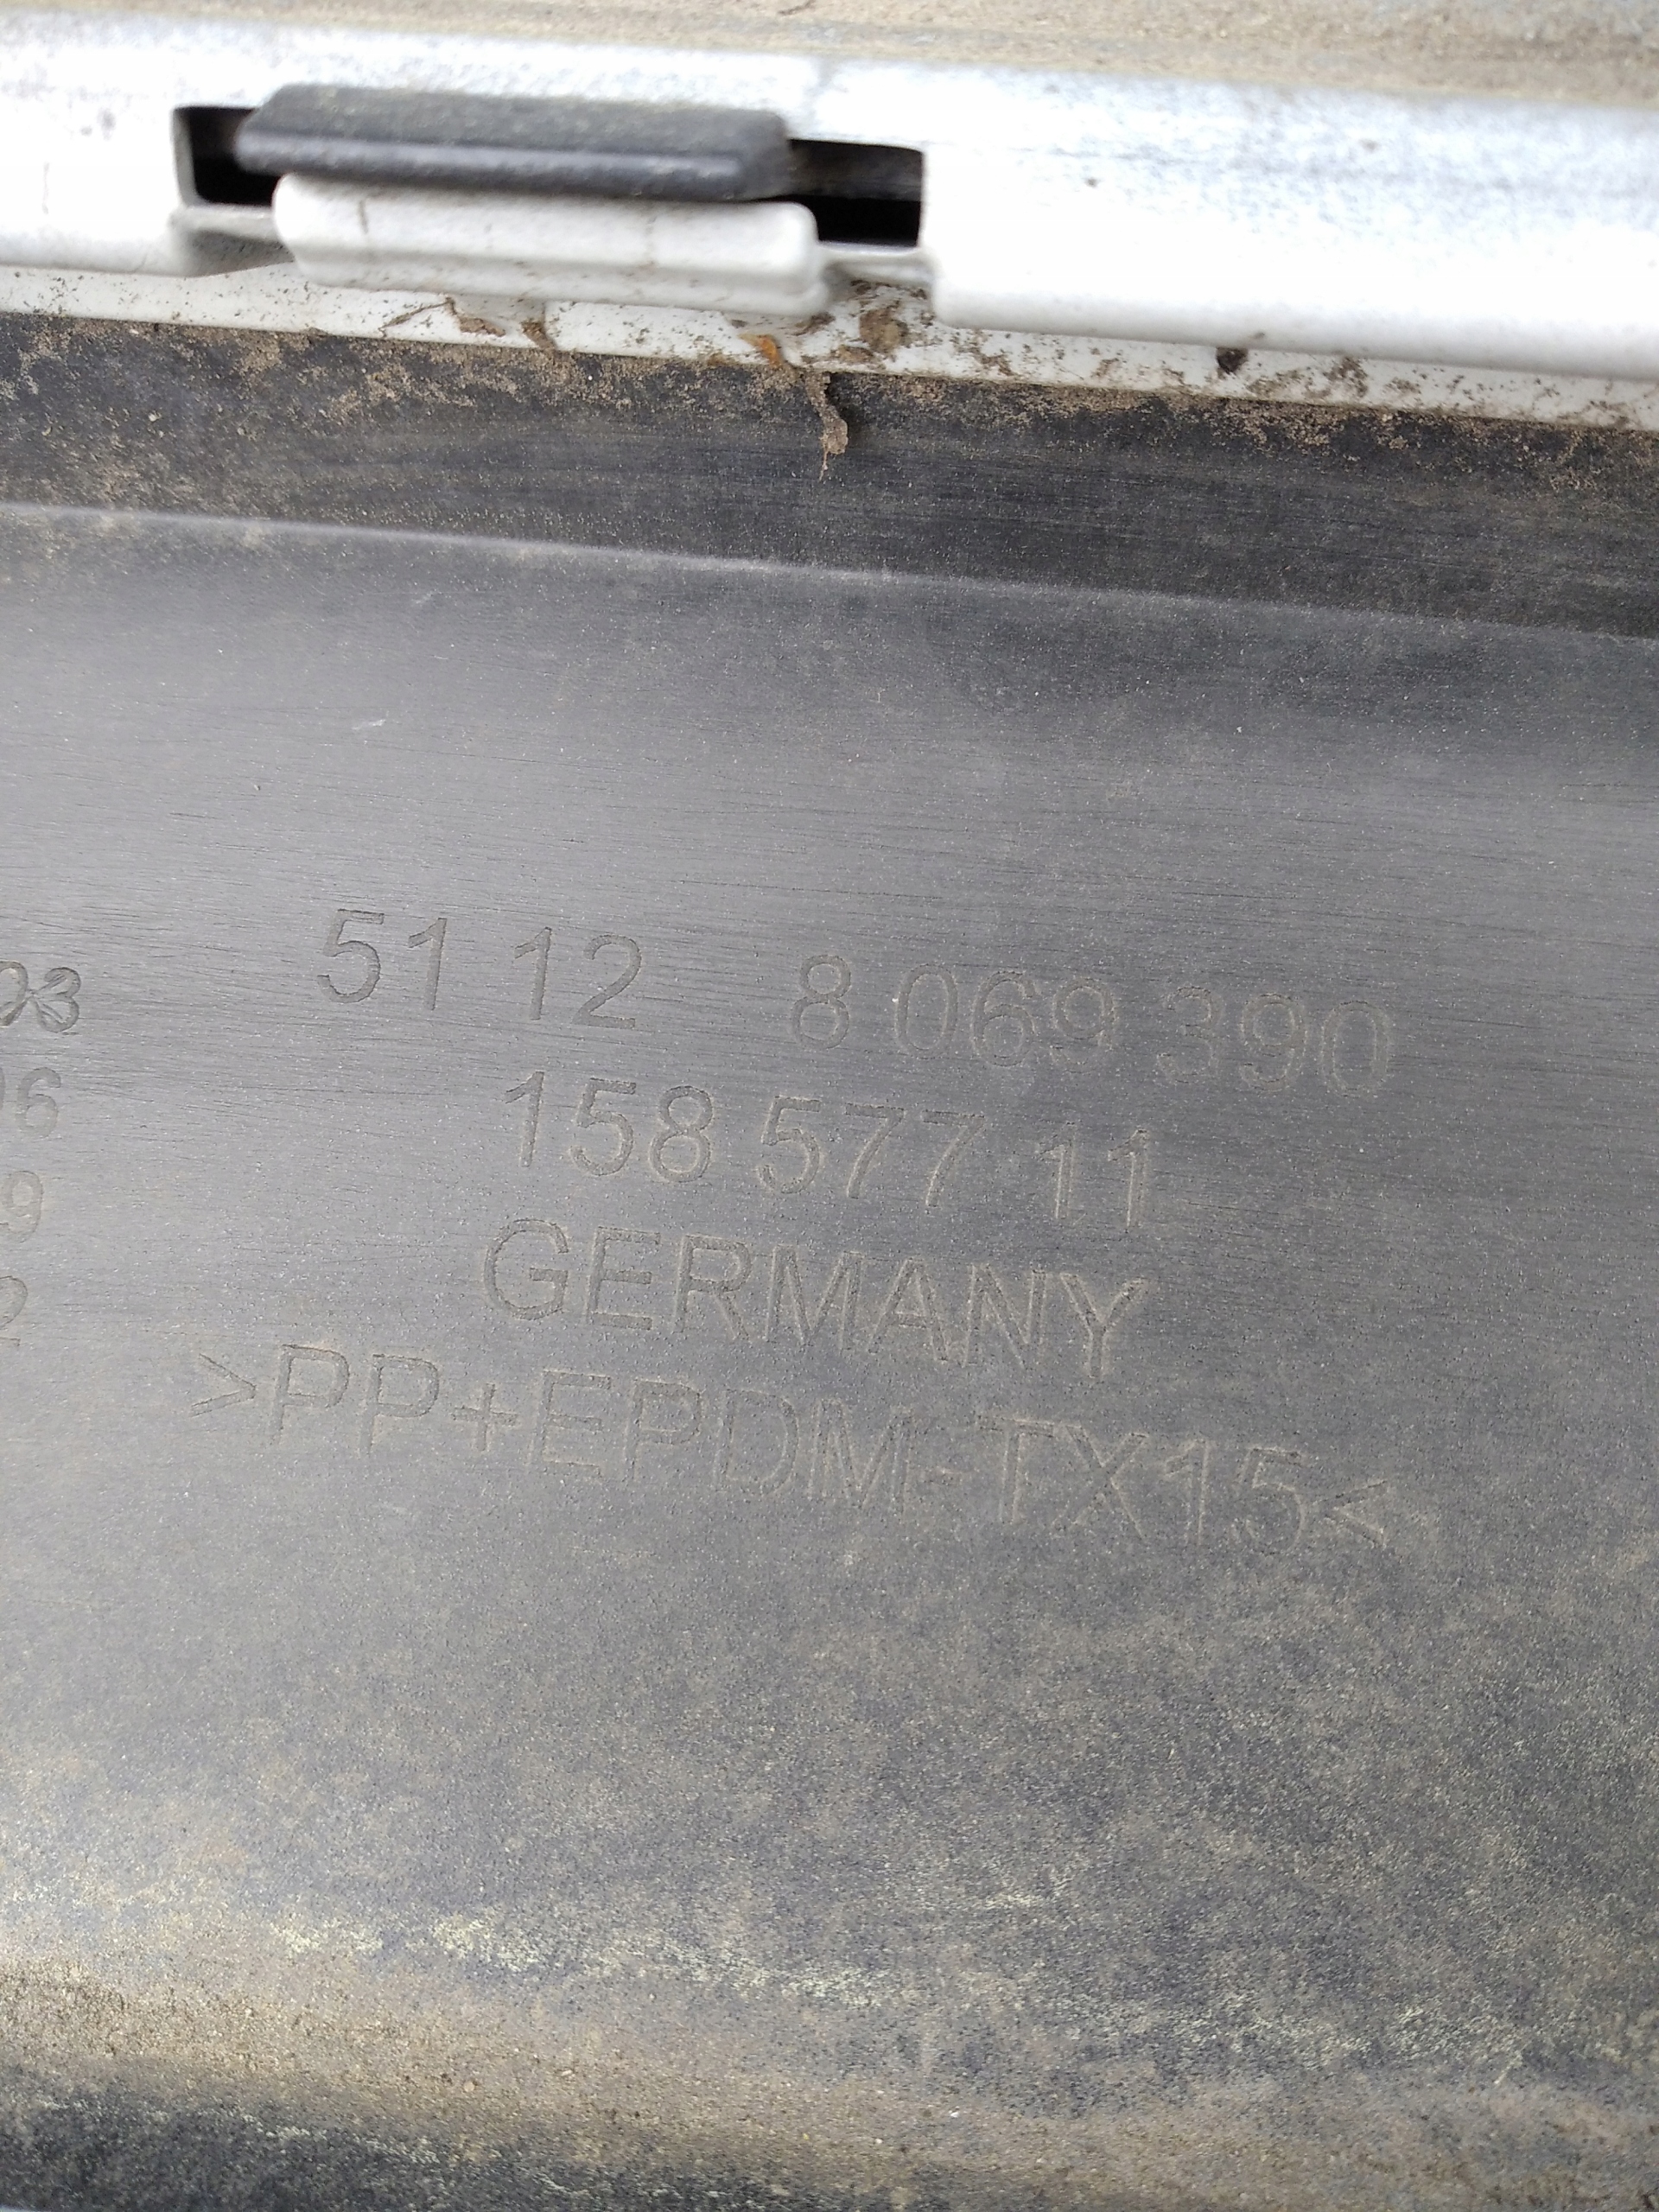 51 12 8 069 390
158 577 11
GERMANY
>PP+EPDM-TX15<